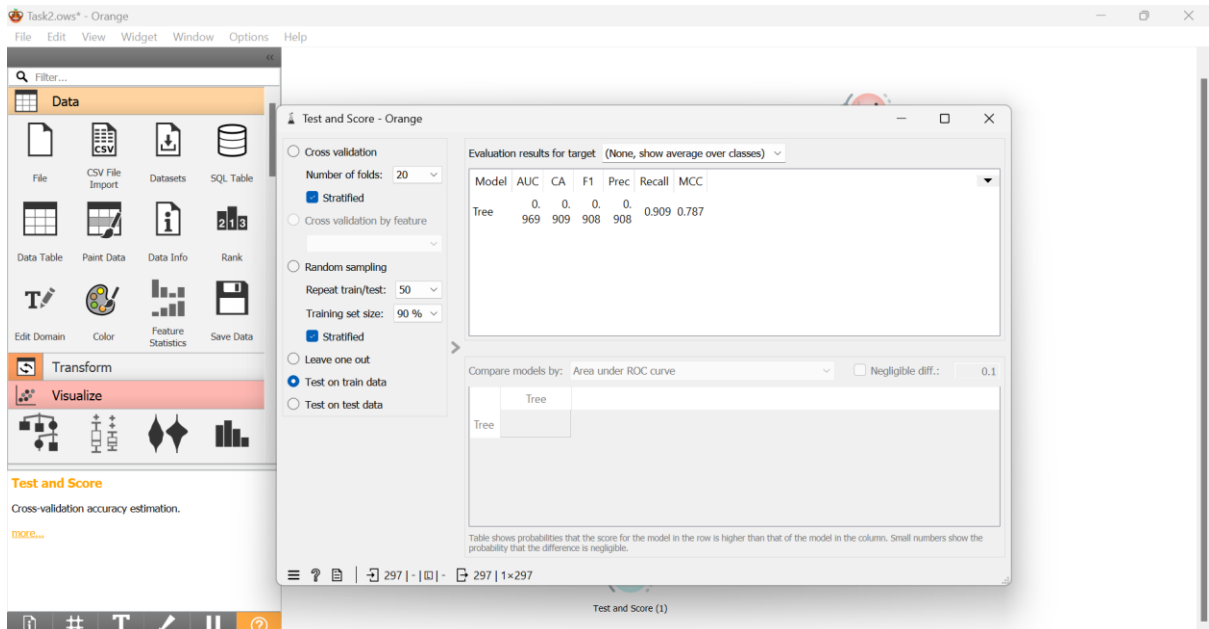 Task2.ows* - Orange
File Edit View Widget Window Options Help
Filter...
Data
File
CSV
CSV File
Import
Datasets
SQL Table
Data Table
Paint Data
Data Info
2 1 3
Rank
Edit Domain
Color
Feature
Statistics
Save Data
Transform
Visualize
Test and Score
Cross-validation accuracy estimation.
more...
Test and Score - Orange
Cross validation
Number of folds: 20
Stratified
Cross validation by feature
Random sampling
Repeat train/test: 50
Training set size: 90 %
Stratified
Leave one out
Test on train data
Test on test data
Evaluation results for target (None, show average over classes)
Model AUC CA F1 Prec Recall MCC
Tree 0.969 0.909 0.908 0.908 0.909 0.787
Compare models by: Area under ROC curve Negligible diff.: 0.1
Tree
Tree
Table shows probabilities that the score for the model in the row is higher than that of the model in the column. Small numbers show the
probability that the difference is negligible.
297 | - | - 297 | 1×297
Test and Score (1)